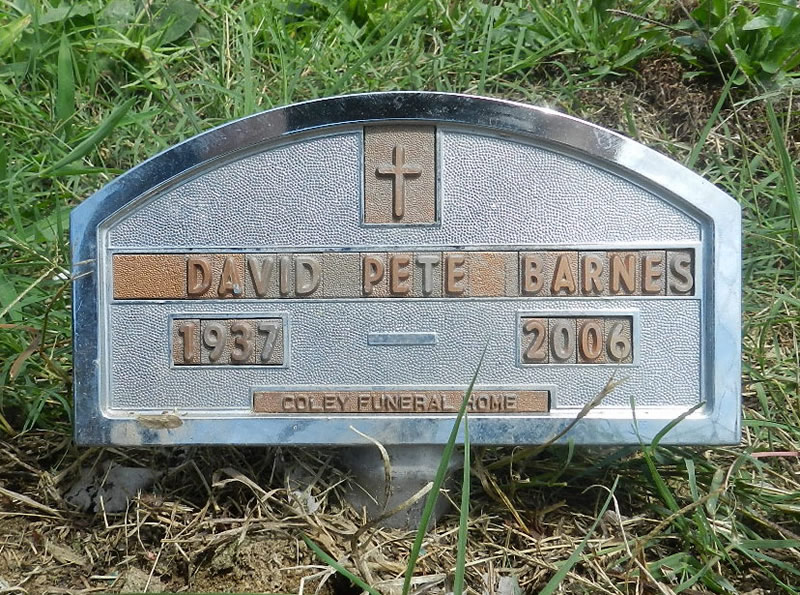 DAVID PETE BARNES
1937 — 2006
COLEY FUNERAL HOME